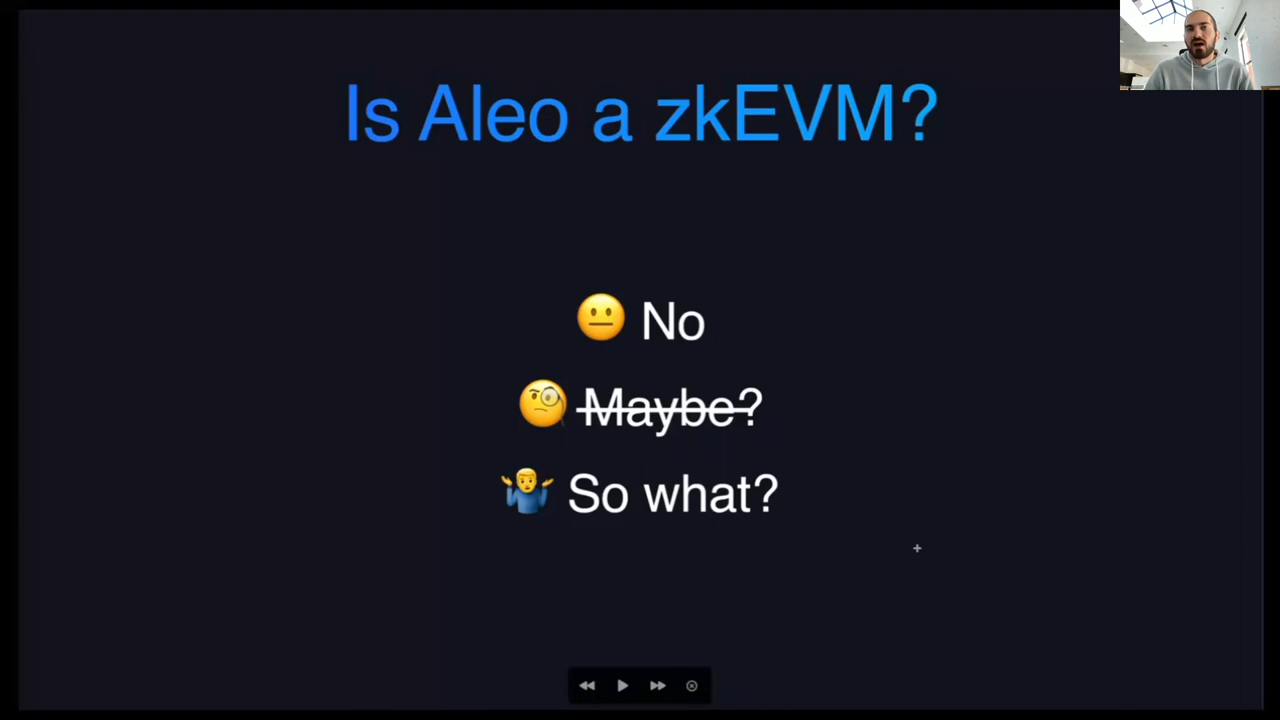 Is Aleo a zkEVM?
😐 No
🧐 Maybe?
🤷‍♂️ So what?